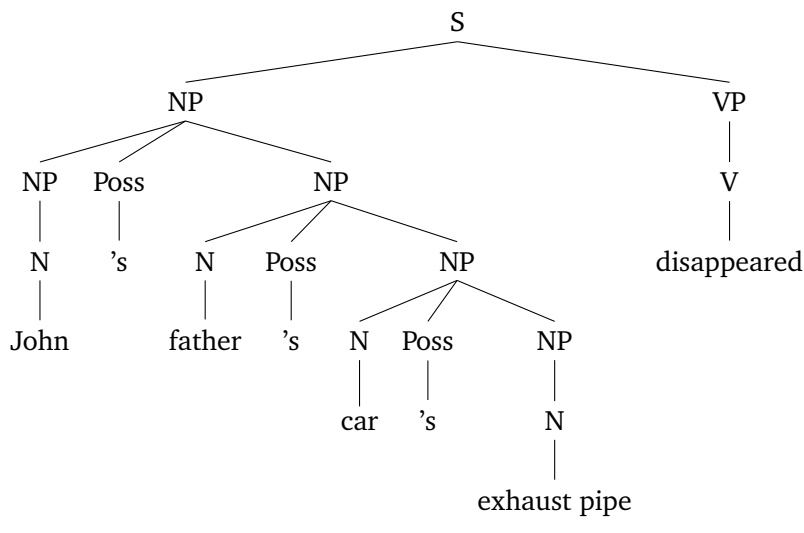 S
NP VP
NP Poss NP V
N ’s N Poss NP disappeared
John father ’s N Poss NP
car ’s N
exhaust pipe